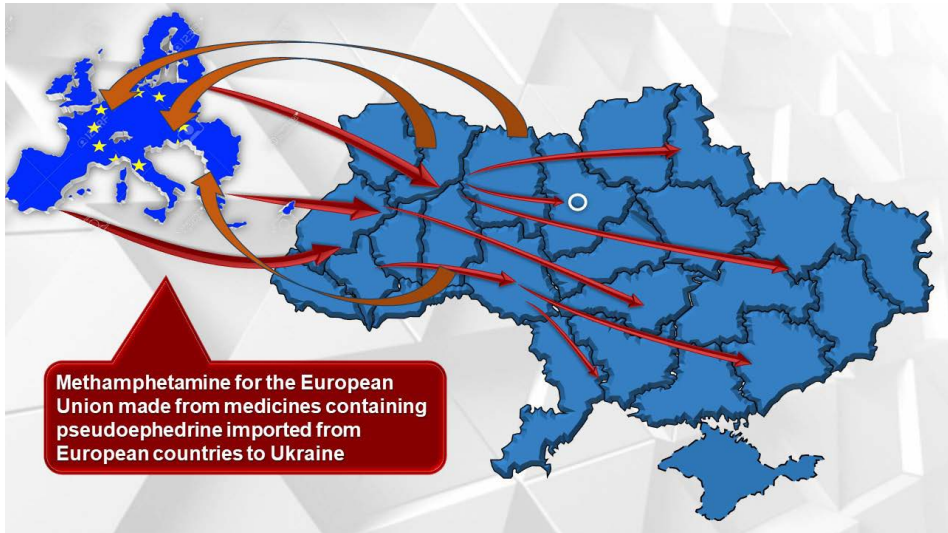 Methamphetamine for the European
Union made from medicines containing
pseudoephedrine imported from
European countries to Ukraine